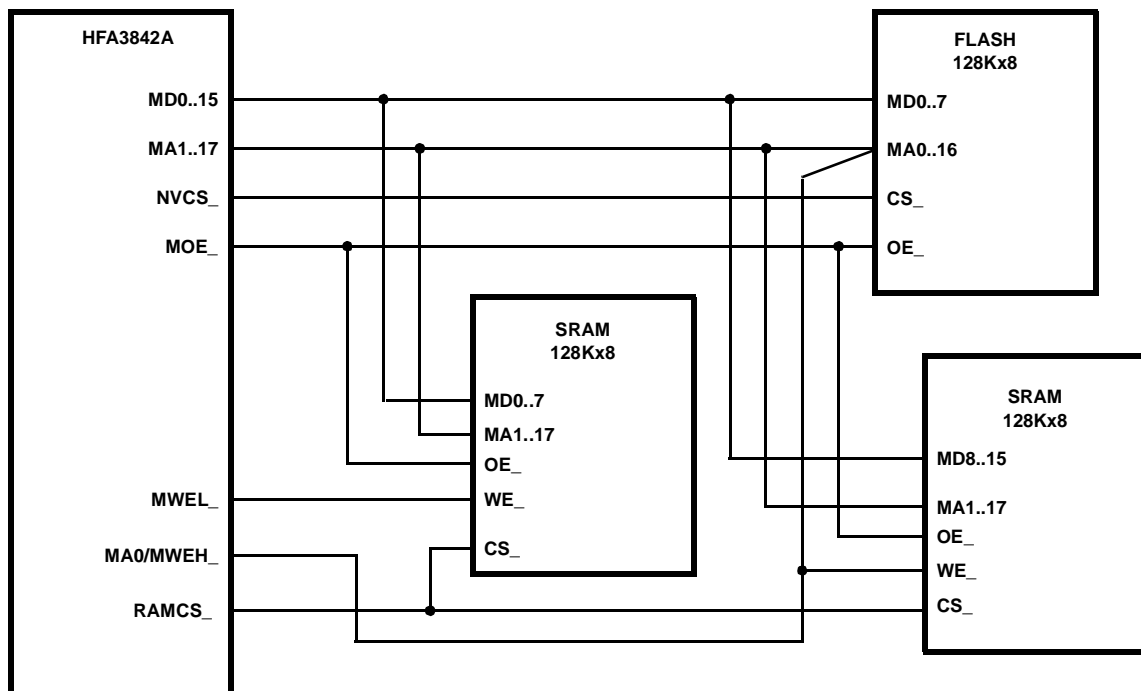 HFA3842A
MD0..15
MA1..17
NVCS_
MOE_
MWEL_
MA0/MWEH_
RAMCS_
SRAM
128Kx8
MD0..7
MA1..17
OE_
WE_
CS_
FLASH
128Kx8
MD0..7
MA0..16
CS_
OE_
SRAM
128Kx8
MD8..15
MA1..17
OE_
WE_
CS_